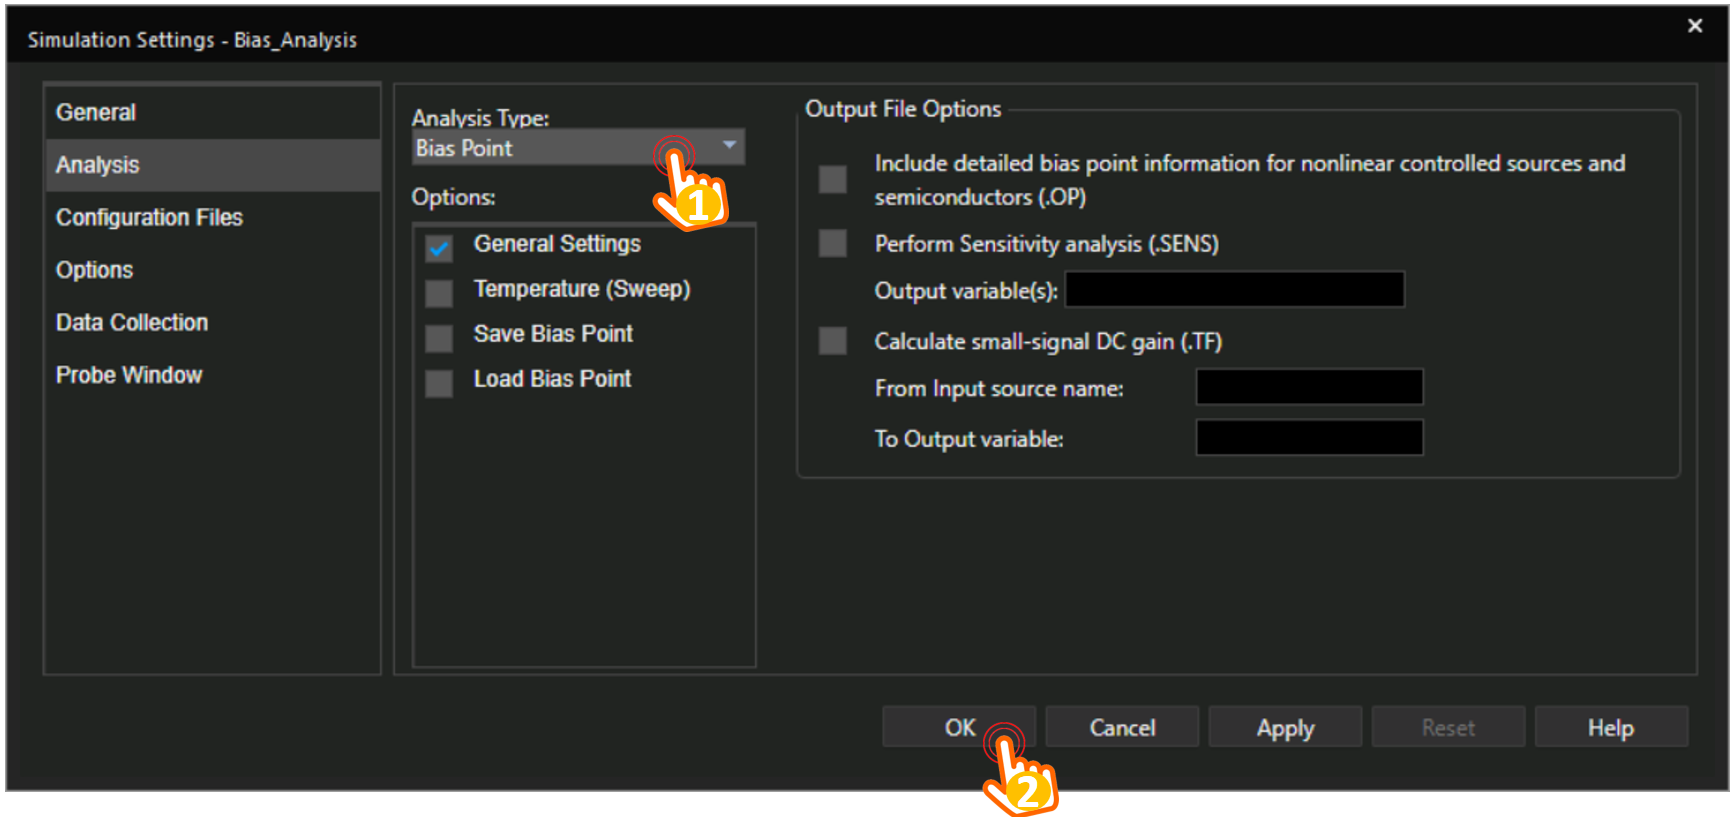 Simulation Settings - Bias_Analysis
General
Analysis
Configuration Files
Options
Data Collection
Probe Window
Analysis Type:
Bias Point
1
Options:
General Settings
Temperature (Sweep)
Save Bias Point
Load Bias Point
Output File Options
Include detailed bias point information for nonlinear controlled sources and
semiconductors (.OP)
Perform Sensitivity analysis (.SENS)
Output variable(s):
Calculate small-signal DC gain (.TF)
From Input source name:
To Output variable:
OK
Cancel
Apply
Reset
Help
2